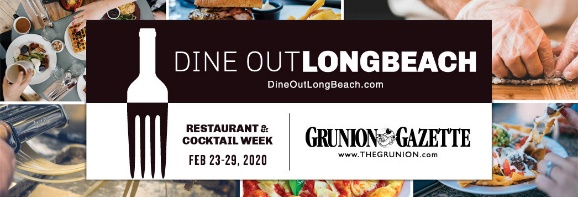 DINE OUTLONGBEACH
DineOutLongBeach.com
RESTAURANT &
COCKTAIL WEEK
FEB 23-29, 2020
GRUNION GAZETTE
www.THEGRUNION.com